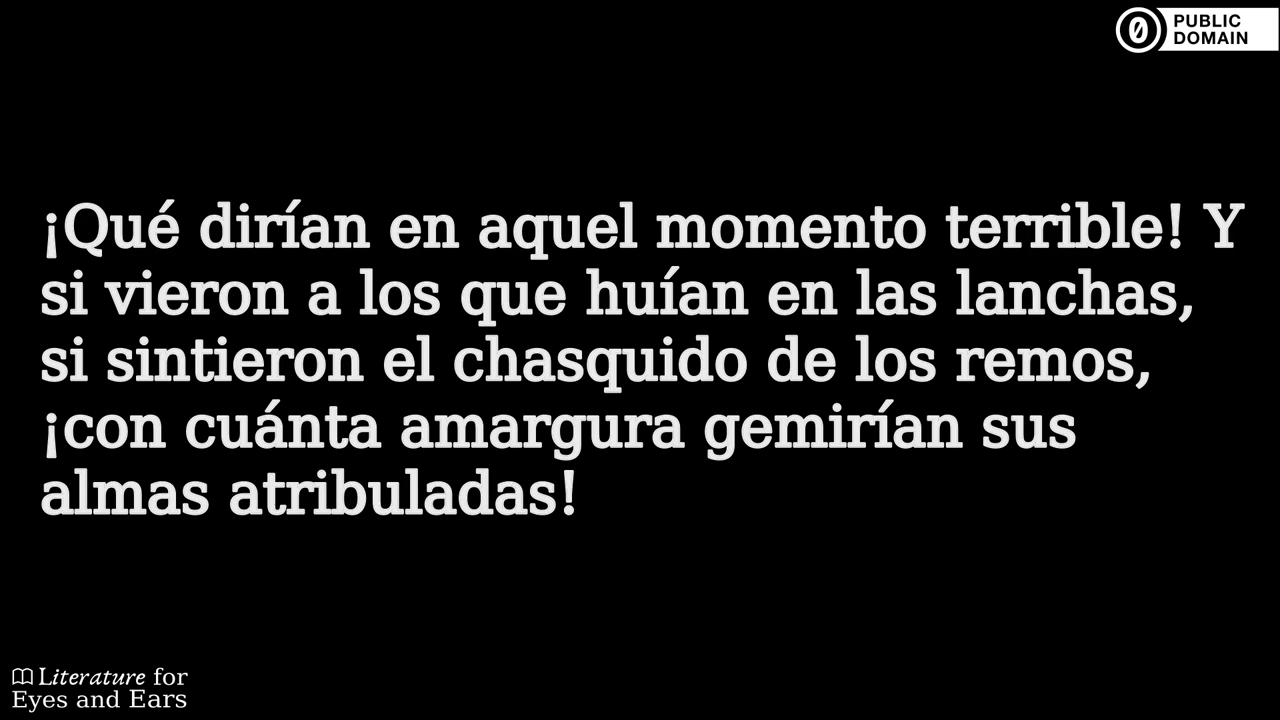 PUBLIC
DOMAIN
¡Qué dirían en aquel momento terrible! Y
si vieron a los que huían en las lanchas,
si sintieron el chasquido de los remos,
¡con cuánta amargura gemirían sus
almas atribuladas!
Literature for
Eyes and Ears